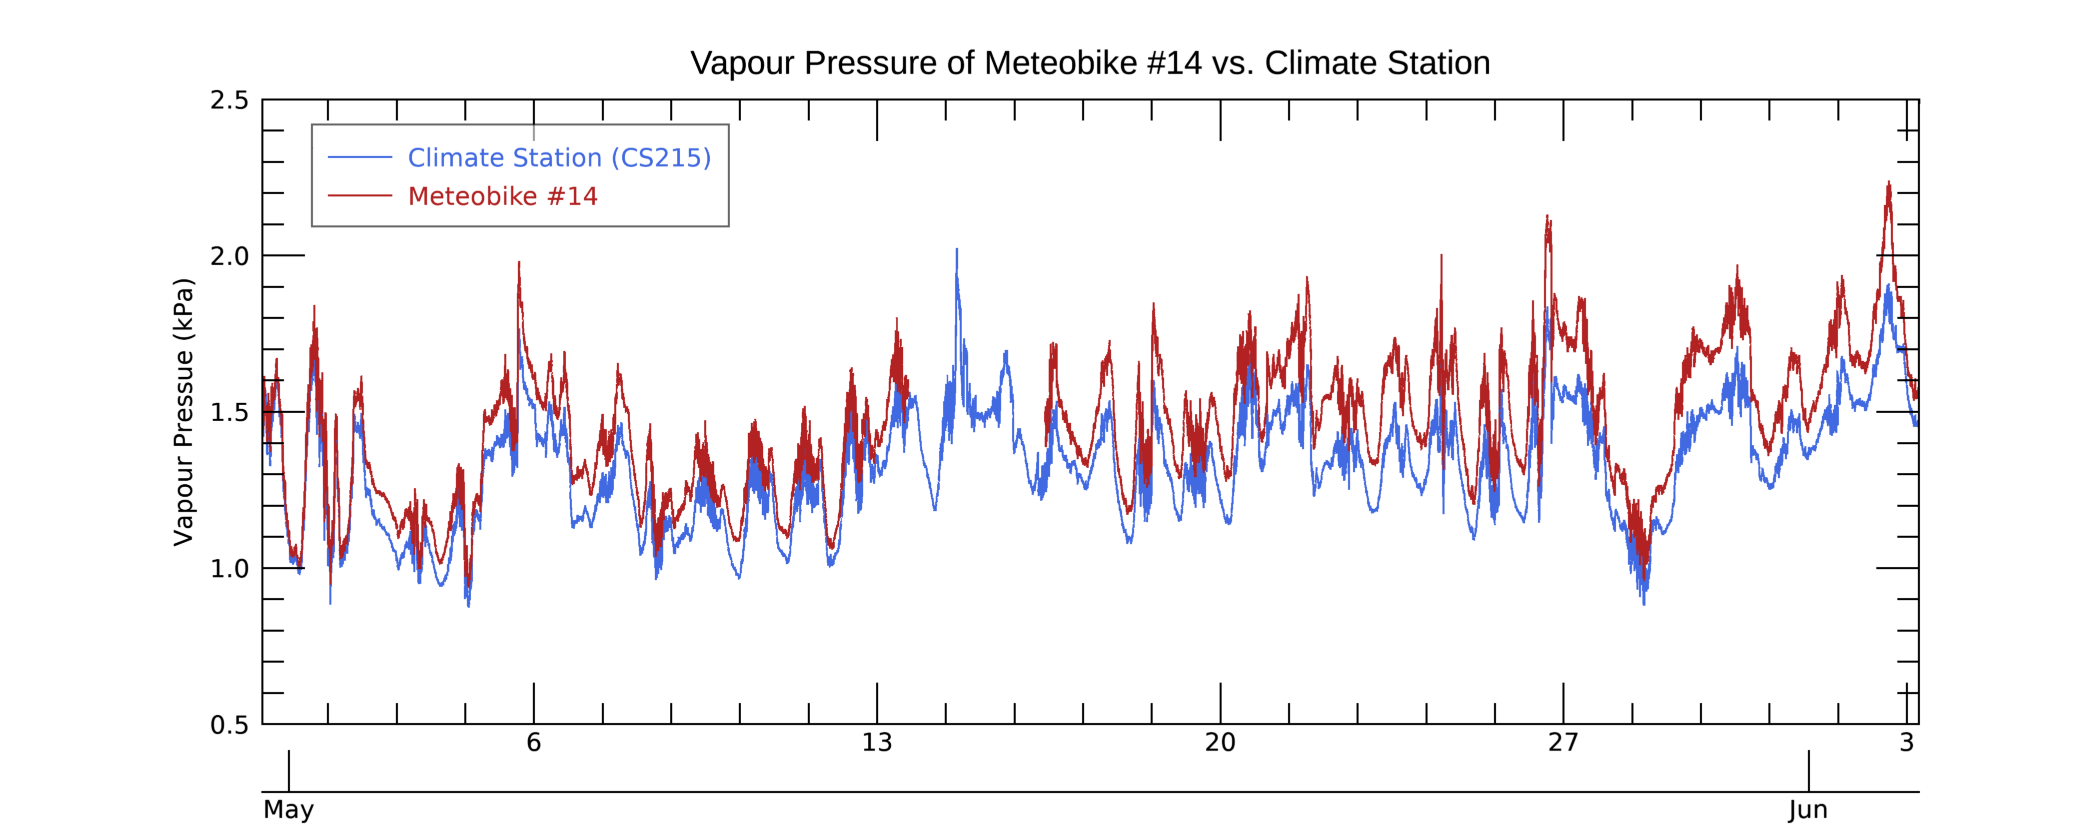 Vapour Pressure of Meteobike #14 vs. Climate Station
2.5
Climate Station (CS215)
Meteobike #14
2.0
Vapour Pressue (kPa)
1.5
1.0
0.5
6 13 20 27 3
May Jun